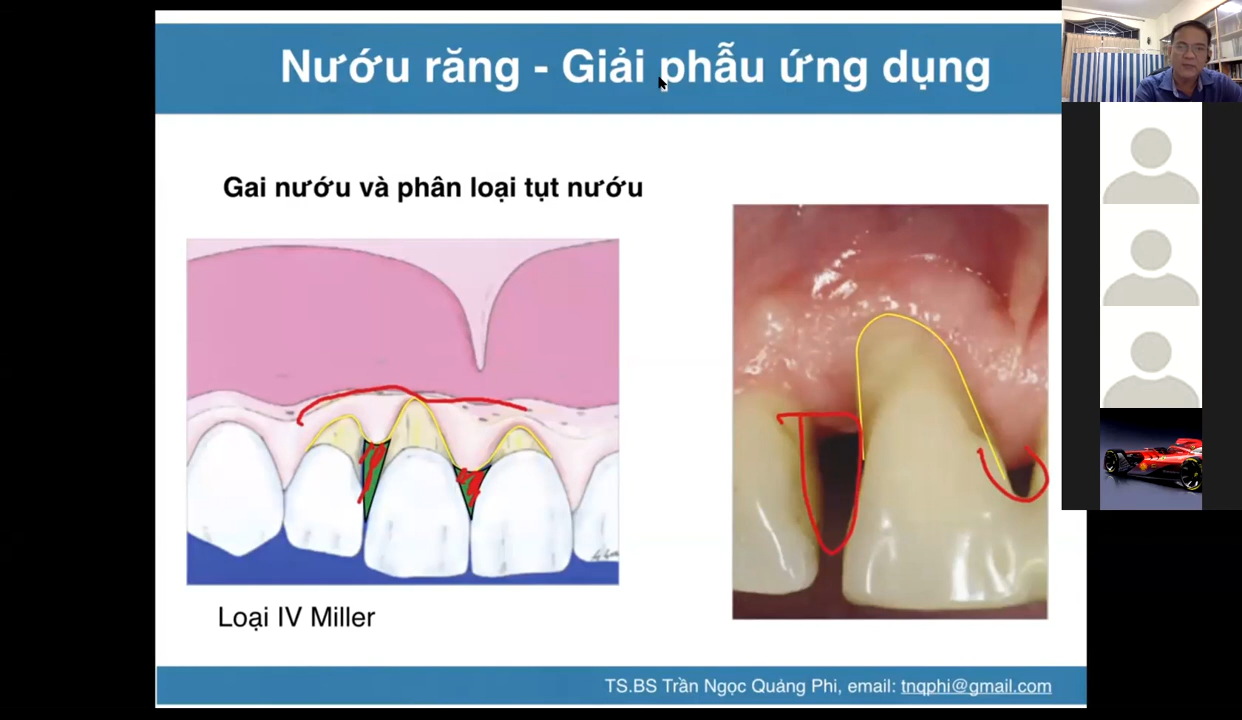 Nướu răng - Giải phẫu ứng dụng
Gai nướu và phân loại tụt nướu
Loại IV Miller
TS.BS Trần Ngọc Quảng Phi, email: tnqphi@gmail.com